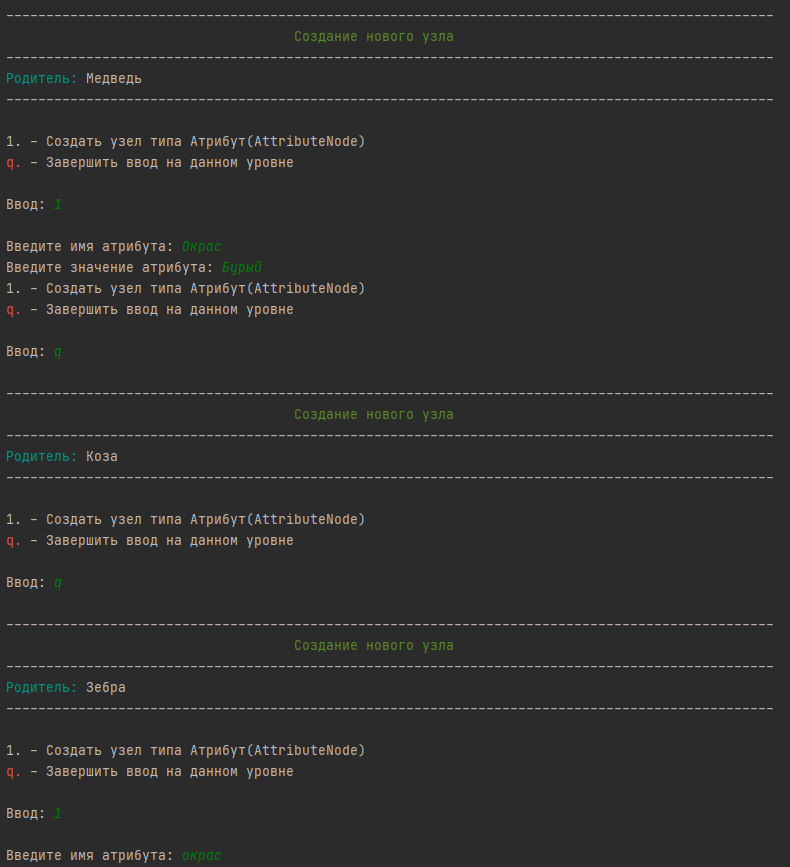 ------------------------------------------------------------------------------------------------
Создание нового узла
------------------------------------------------------------------------------------------------
Родитель: Медведь
------------------------------------------------------------------------------------------------
1. – Создать узел типа Атрибут(AttributeNode)
q. – Завершить ввод на данном уровне
Ввод: 1
Введите имя атрибута: Окрас
Введите значение атрибута: Бурый
1. – Создать узел типа Атрибут(AttributeNode)
q. – Завершить ввод на данном уровне
Ввод: q
------------------------------------------------------------------------------------------------
Создание нового узла
------------------------------------------------------------------------------------------------
Родитель: Коза
------------------------------------------------------------------------------------------------
1. – Создать узел типа Атрибут(AttributeNode)
q. – Завершить ввод на данном уровне
Ввод: q
------------------------------------------------------------------------------------------------
Создание нового узла
------------------------------------------------------------------------------------------------
Родитель: Зебра
------------------------------------------------------------------------------------------------
1. – Создать узел типа Атрибут(AttributeNode)
q. – Завершить ввод на данном уровне
Ввод: 1
Введите имя атрибута: окрас